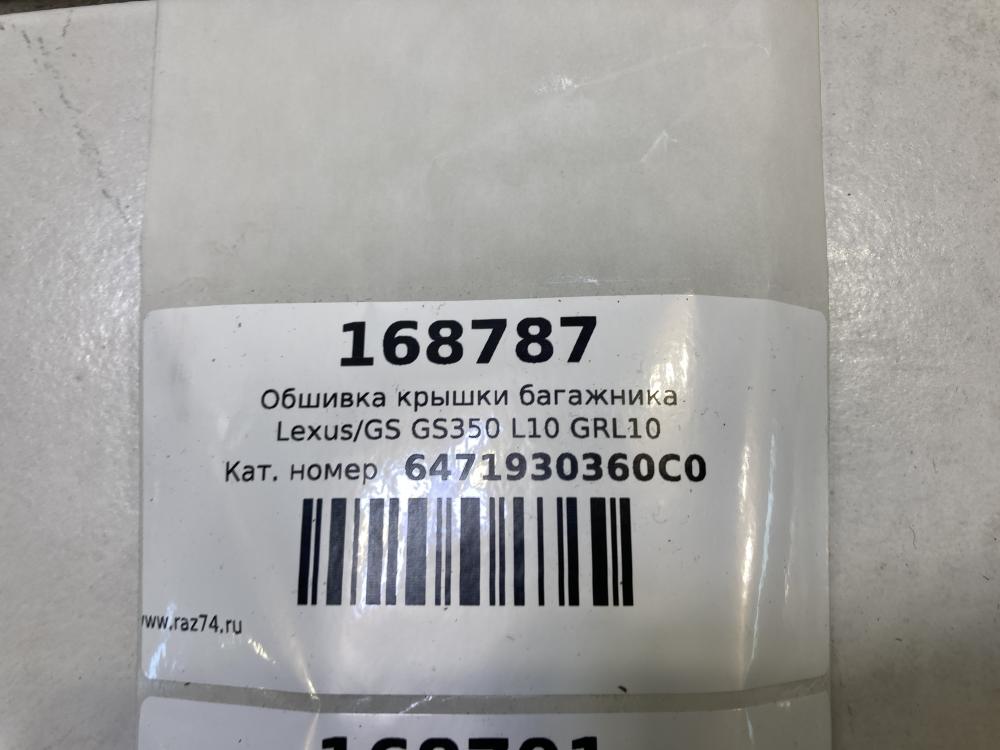 168787
Обшивка крышки багажника
Lexus/GS GS350 L10 GRL10
Кат. номер 6471930360C0
www.raz74.ru